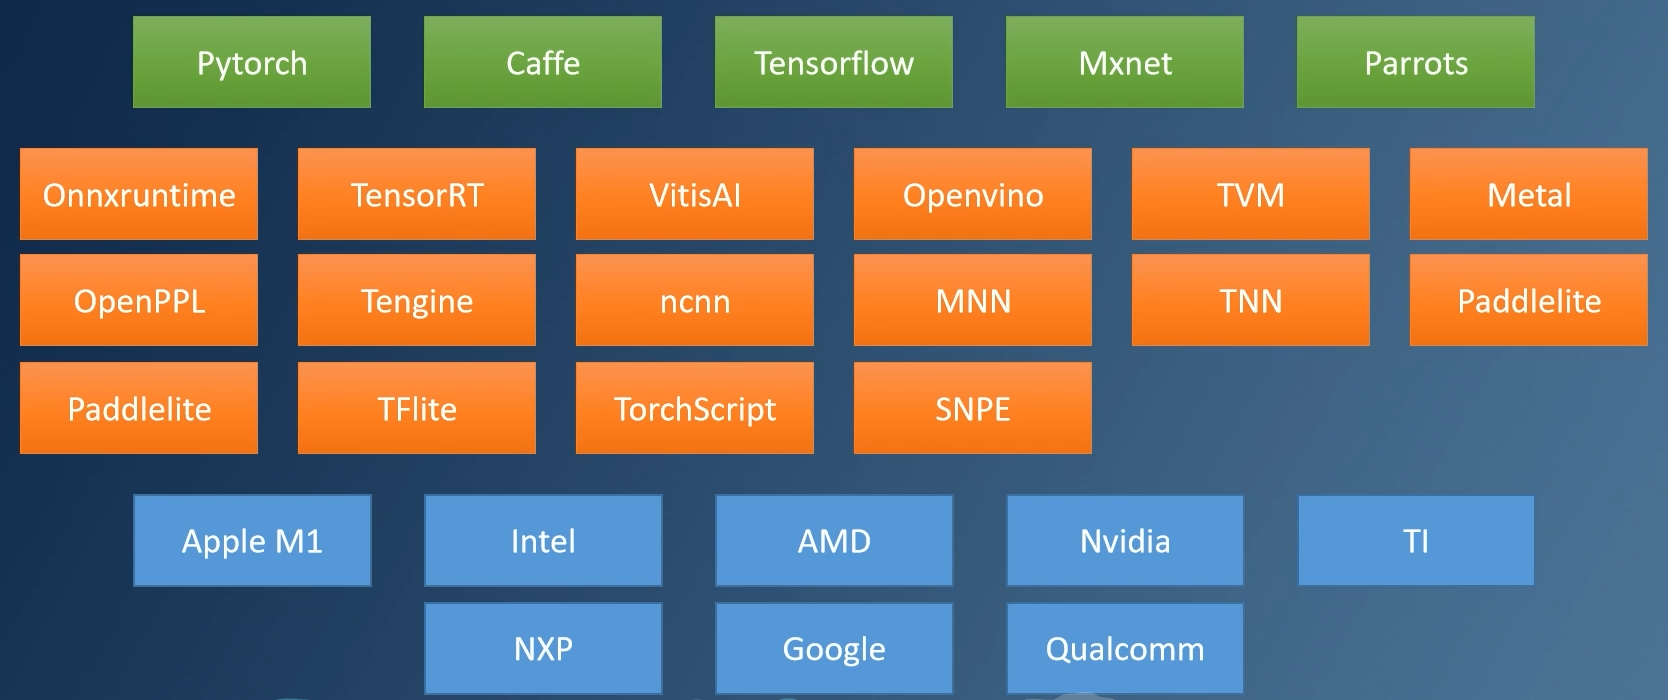 Pytorch
Caffe
Tensorflow
Mxnet
Parrots
Onnxruntime
TensorRT
VitisAI
Openvino
TVM
Metal
OpenPPL
Tengine
ncnn
MNN
TNN
Paddlelite
Paddlelite
TFlite
TorchScript
SNPE
Apple M1
Intel
AMD
Nvidia
TI
NXP
Google
Qualcomm